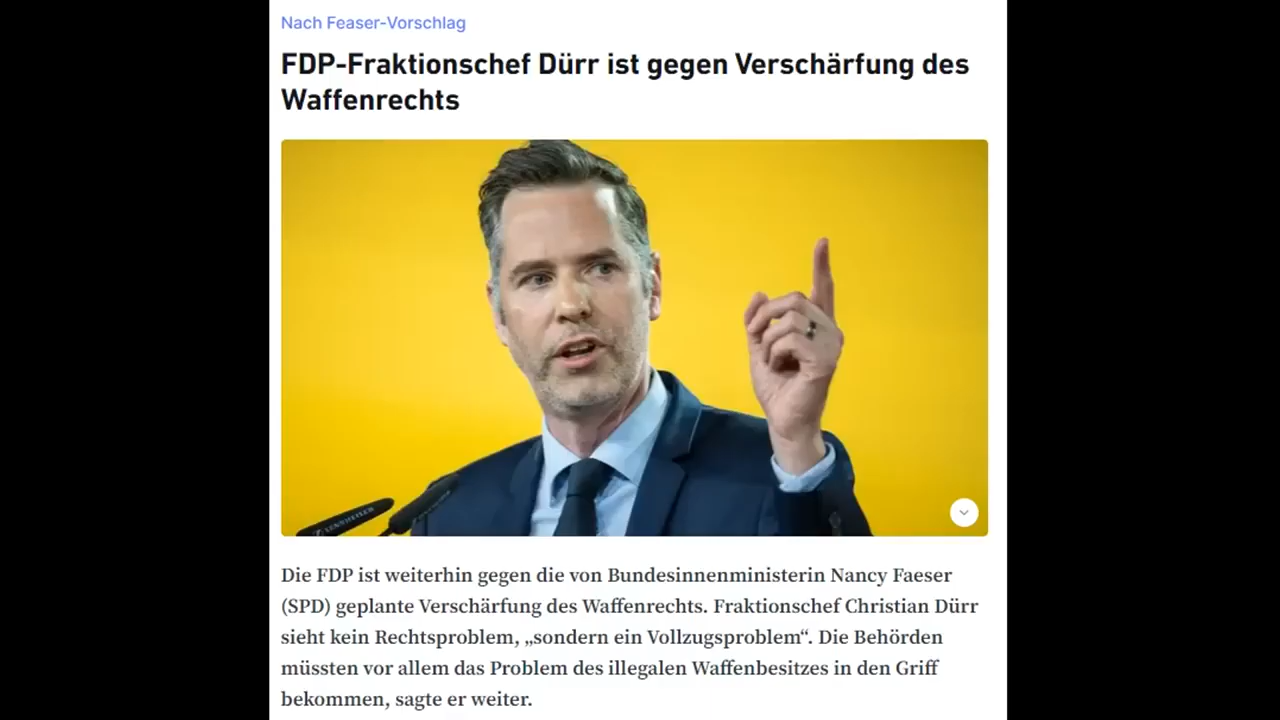 Nach Feaser-Vorschlag
FDP-Fraktionschef Dürr ist gegen Verschärfung des
Waffenrechts
SENNHEISER
Die FDP ist weiterhin gegen die von Bundesinnenministerin Nancy Faeser
(SPD) geplante Verschärfung des Waffenrechts. Fraktionschef Christian Dürr
sieht kein Rechtsproblem, „sondern ein Vollzugsproblem“. Die Behörden
müssten vor allem das Problem des illegalen Waffenbesitzes in den Griff
bekommen, sagte er weiter.